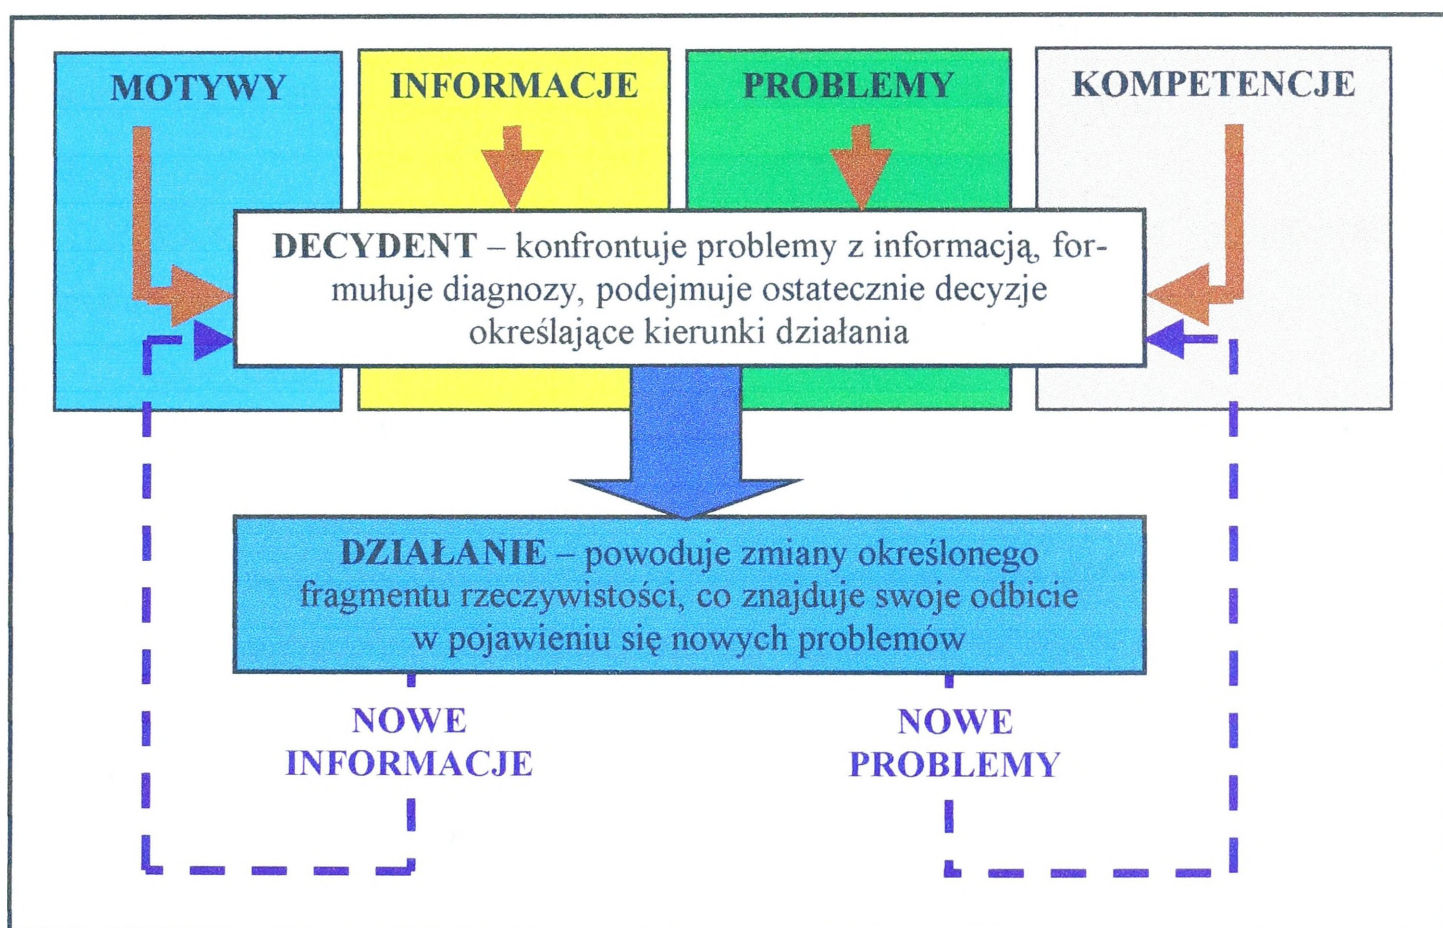 MOTYWY
INFORMACJE
PROBLEMY
KOMPETENCJE
DECYDENT – konfrontuje problemy z informacją, for-
mułuje diagnozy, podejmuje ostatecznie decyzje
określające kierunki działania
DZIAŁANIE – powoduje zmiany określonego
fragmentu rzeczywistości, co znajduje swoje odbicie
w pojawieniu się nowych problemów
NOWE
INFORMACJE
NOWE
PROBLEMY